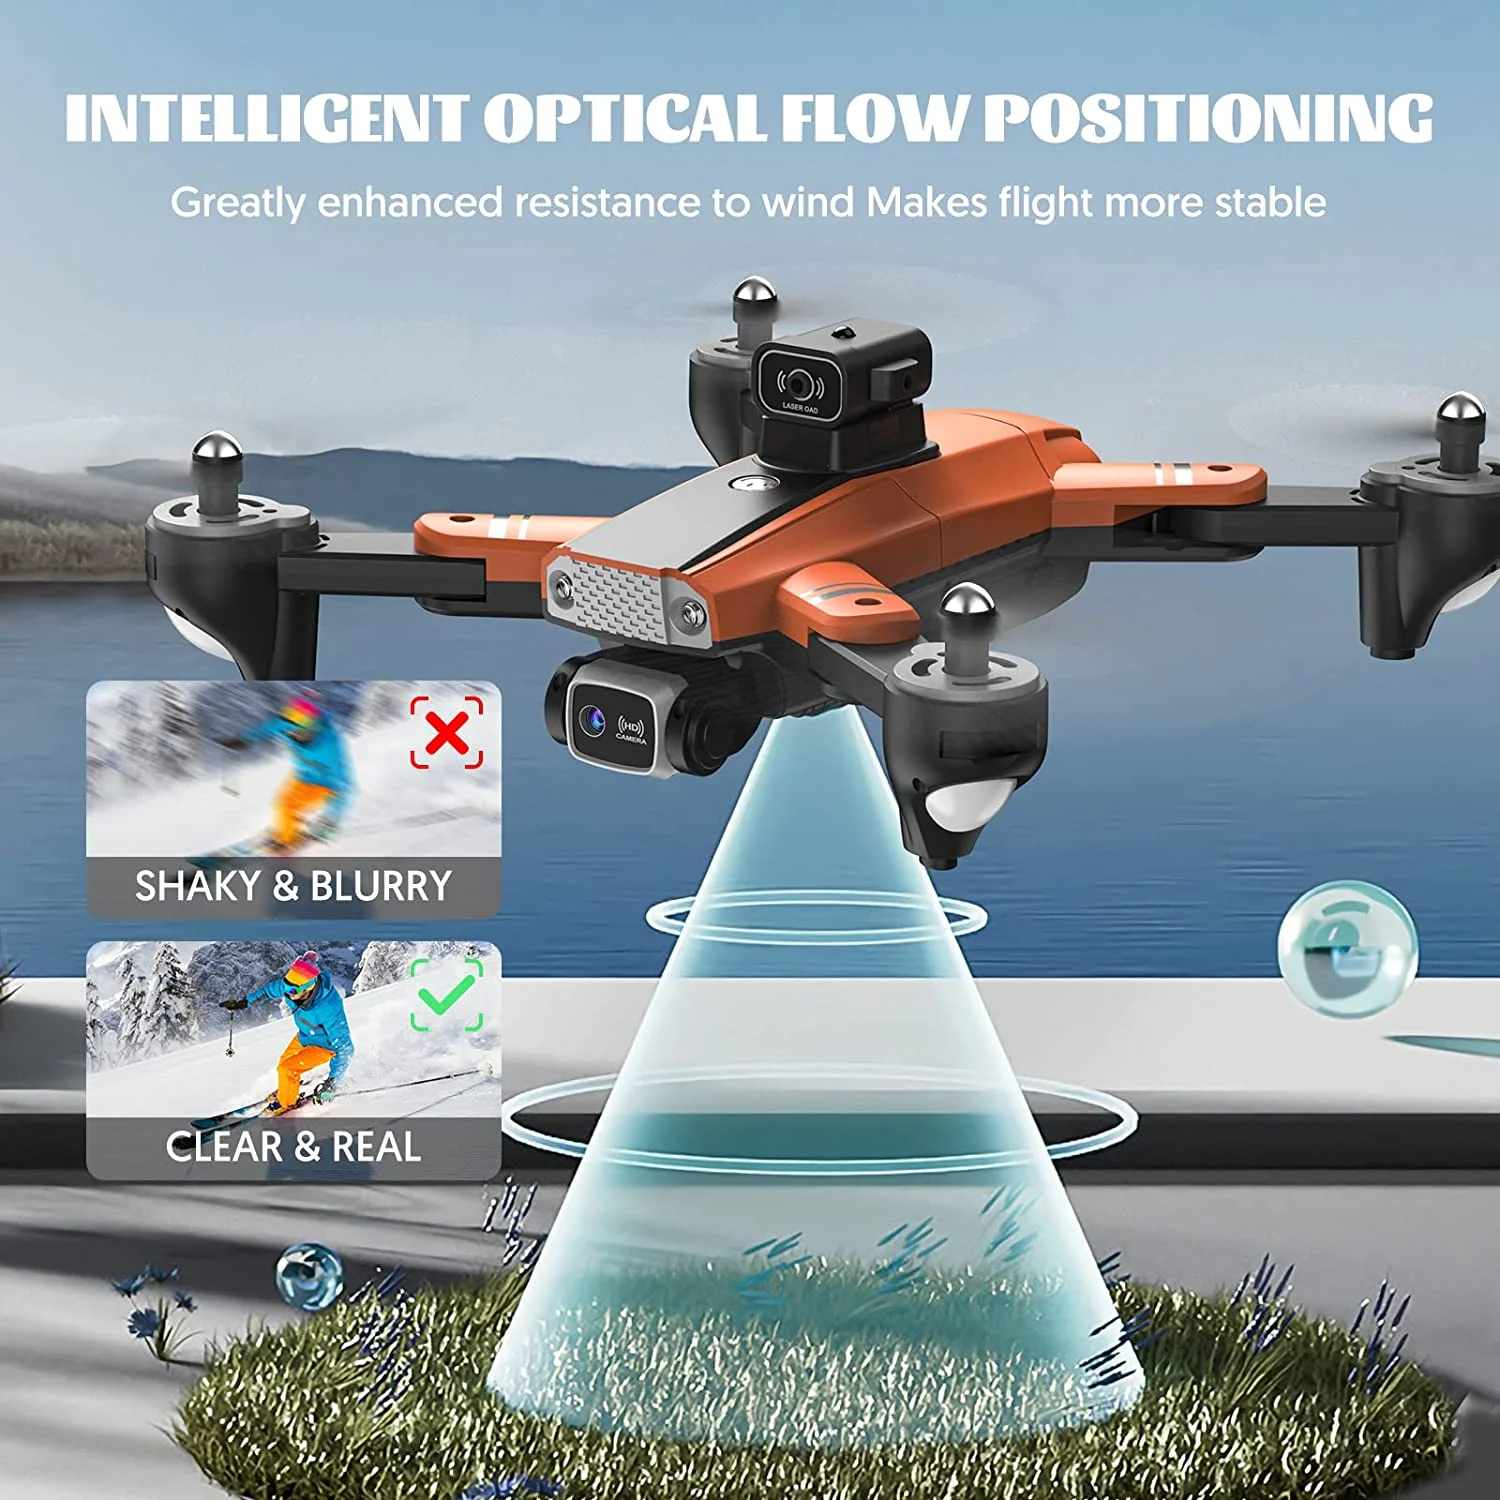 INTELLIGENT OPTICAL FLOW POSITIONING
Greatly enhanced resistance to wind Makes flight more stable
LASER OAD
(HD)
CAMERA
SHAKY & BLURRY
CLEAR & REAL